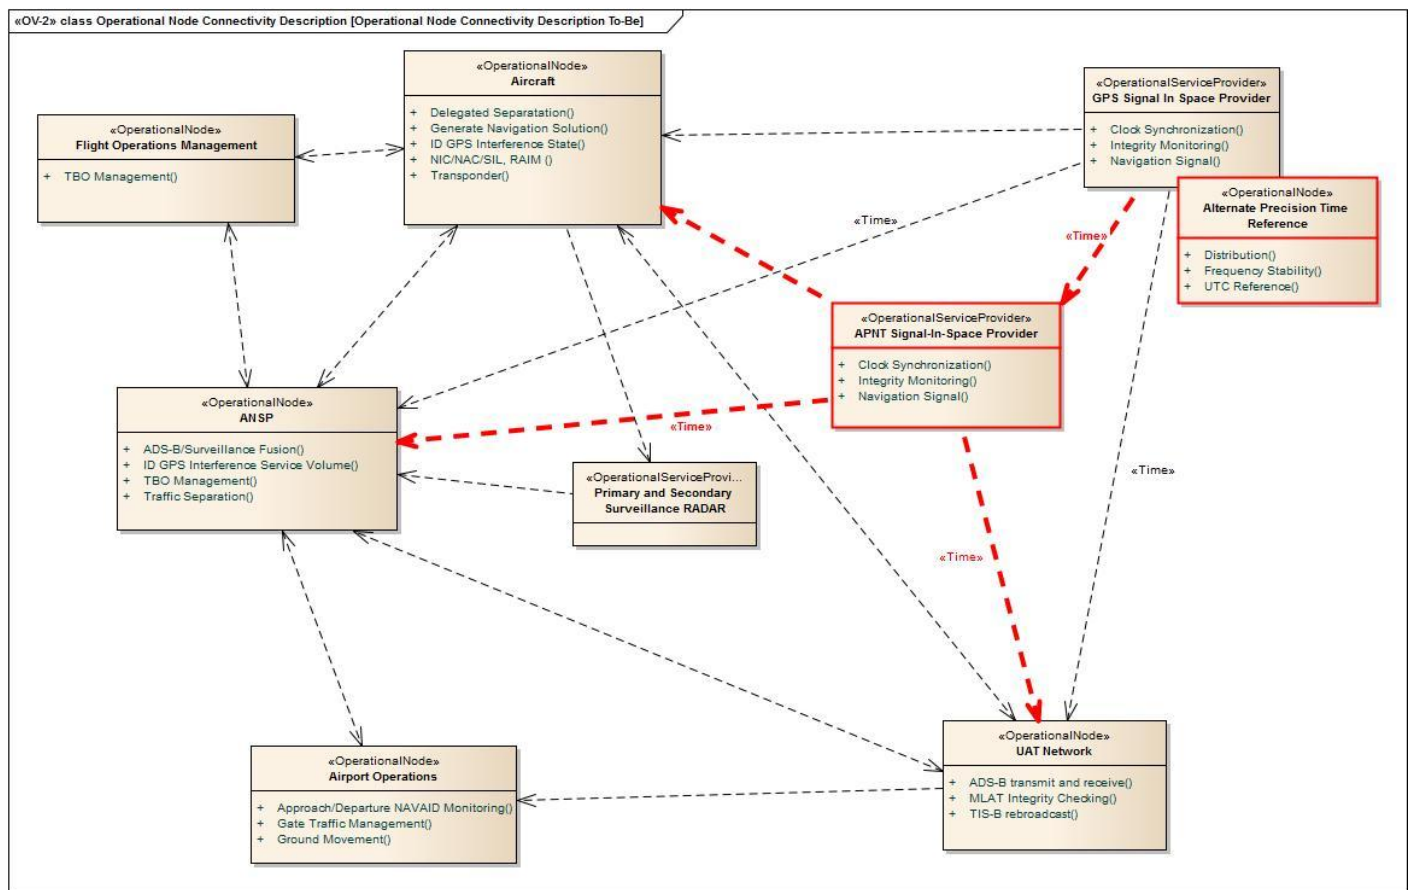 «OV-2» class Operational Node Connectivity Description [Operational Node Connectivity Description To-Be]
«OperationalNode»
Aircraft
+ Delegated Separatation()
+ Generate Navigation Solution()
+ ID GPS Interference State()
+ NIC/NAC/SIL, RAIM ()
+ Transponder()
«OperationalServiceProvider»
GPS Signal In Space Provider
+ Clock Synchronization()
+ Integrity Monitoring()
+ Navigation Signal()
«OperationalNode»
Flight Operations Management
+ TBO Management()
«OperationalNode»
Alternate Precision Time
Reference
+ Distribution()
+ Frequency Stability()
+ UTC Reference()
«Time»
«Time»
«OperationalServiceProvider»
APNT Signal-In-Space Provider
+ Clock Synchronization()
+ Integrity Monitoring()
+ Navigation Signal()
«OperationalNode»
ANSP
+ ADS-B/Surveillance Fusion()
+ ID GPS Interference Service Volume()
+ TBO Management()
+ Traffic Separation()
«Time»
«OperationalServiceProvi...
Primary and Secondary
Surveillance RADAR
«Time»
«Time»
«OperationalNode»
UAT Network
+ ADS-B transmit and receive()
+ MLAT Integrity Checking()
+ TIS-B rebroadcast()
«OperationalNode»
Airport Operations
+ Approach/Departure NAVAID Monitoring()
+ Gate Traffic Management()
+ Ground Movement()